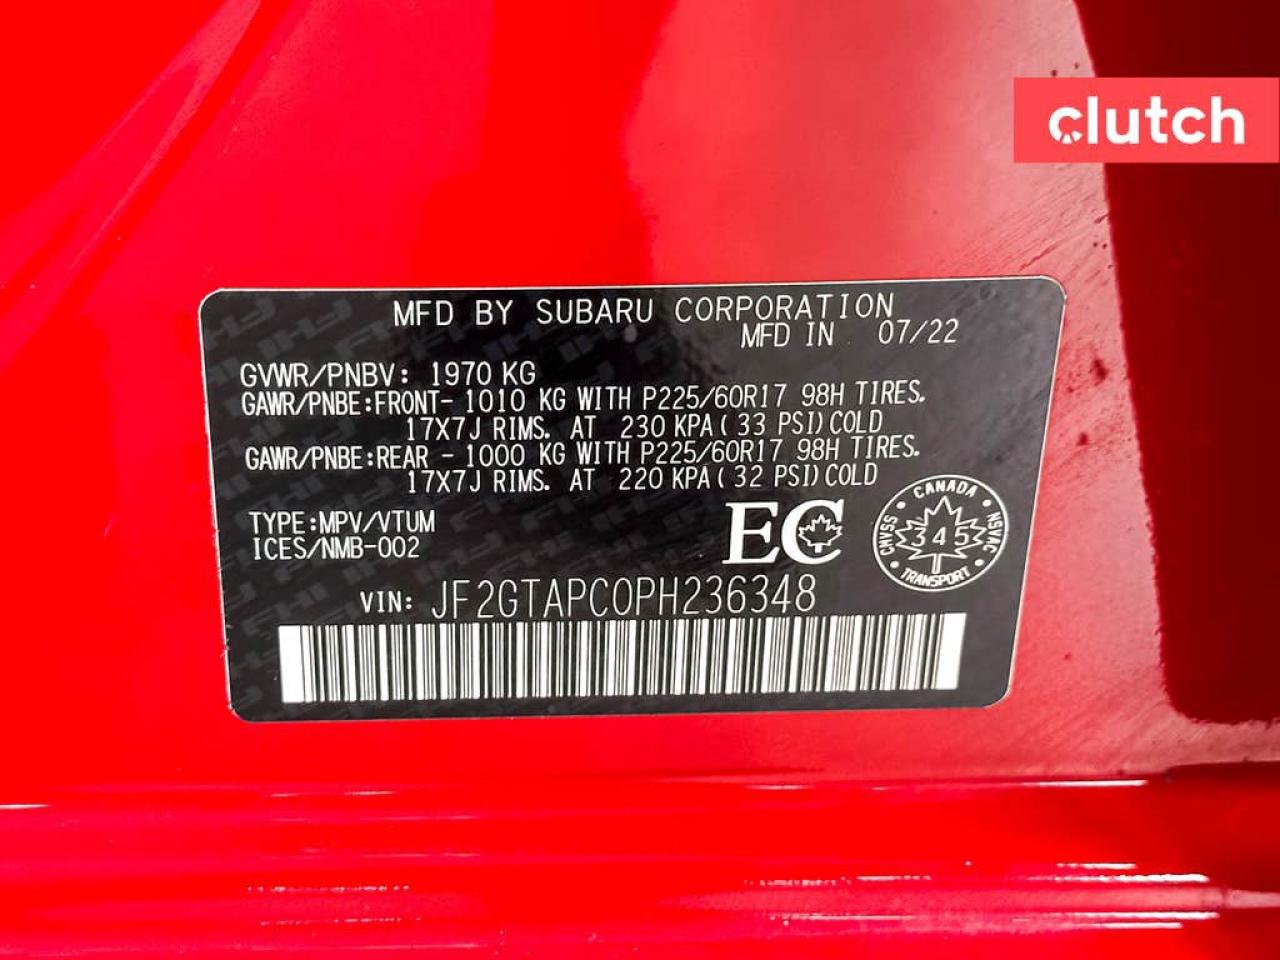 clutch
MFD BY SUBARU CORPORATION
MFD IN 07/22
GVWR/PNBV: 1970 KG
GAWR/PNBE:FRONT- 1010 KG WITH P225/60R17 98H TIRES.
17X7J RIMS. AT 230 KPA(33 PSI)COLD
GAWR/PNBE:REAR - 1000 KG WITH P225/60R17 98H TIRES.
17X7J RIMS. AT 220 KPA(32 PSI)COLD
TYPE:MPV/VTUM
ICES/NMB-002
EC
CANADA
CMVSS 345 NSVAC
TRANSPORT
VIN: JF2GTAPC0PH236348